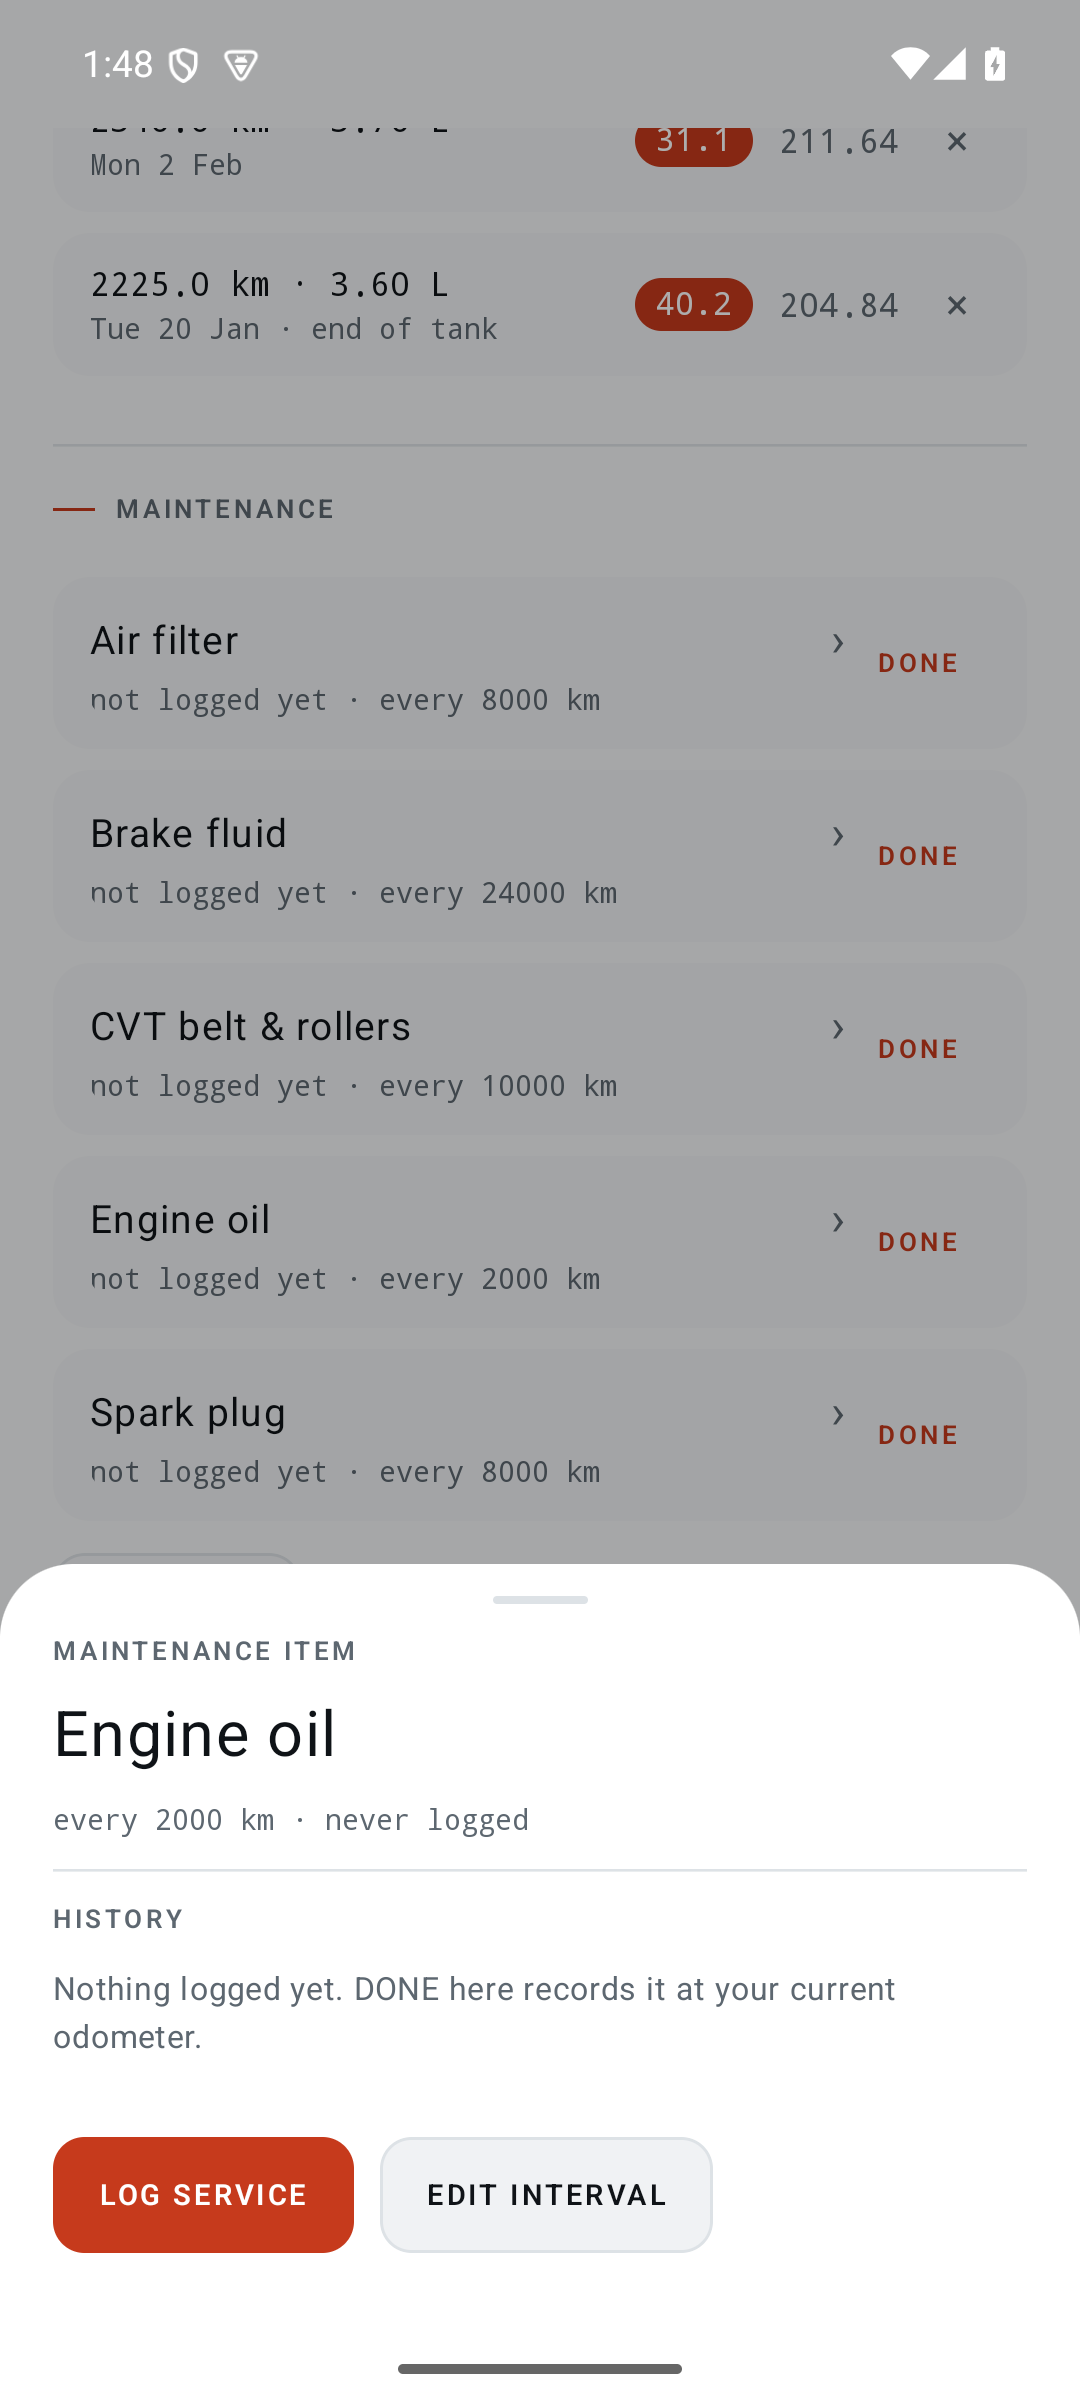 1:48
31.1 211.64 ×
Mon 2 Feb
2225.0 km · 3.60 L
40.2 204.84 ×
Tue 20 Jan · end of tank
MAINTENANCE
Air filter ›
DONE
not logged yet · every 8000 km
Brake fluid ›
DONE
not logged yet · every 24000 km
CVT belt & rollers ›
DONE
not logged yet · every 10000 km
Engine oil ›
DONE
not logged yet · every 2000 km
Spark plug ›
DONE
not logged yet · every 8000 km
MAINTENANCE ITEM
Engine oil
every 2000 km · never logged
HISTORY
Nothing logged yet. DONE here records it at your current
odometer.
LOG SERVICE EDIT INTERVAL